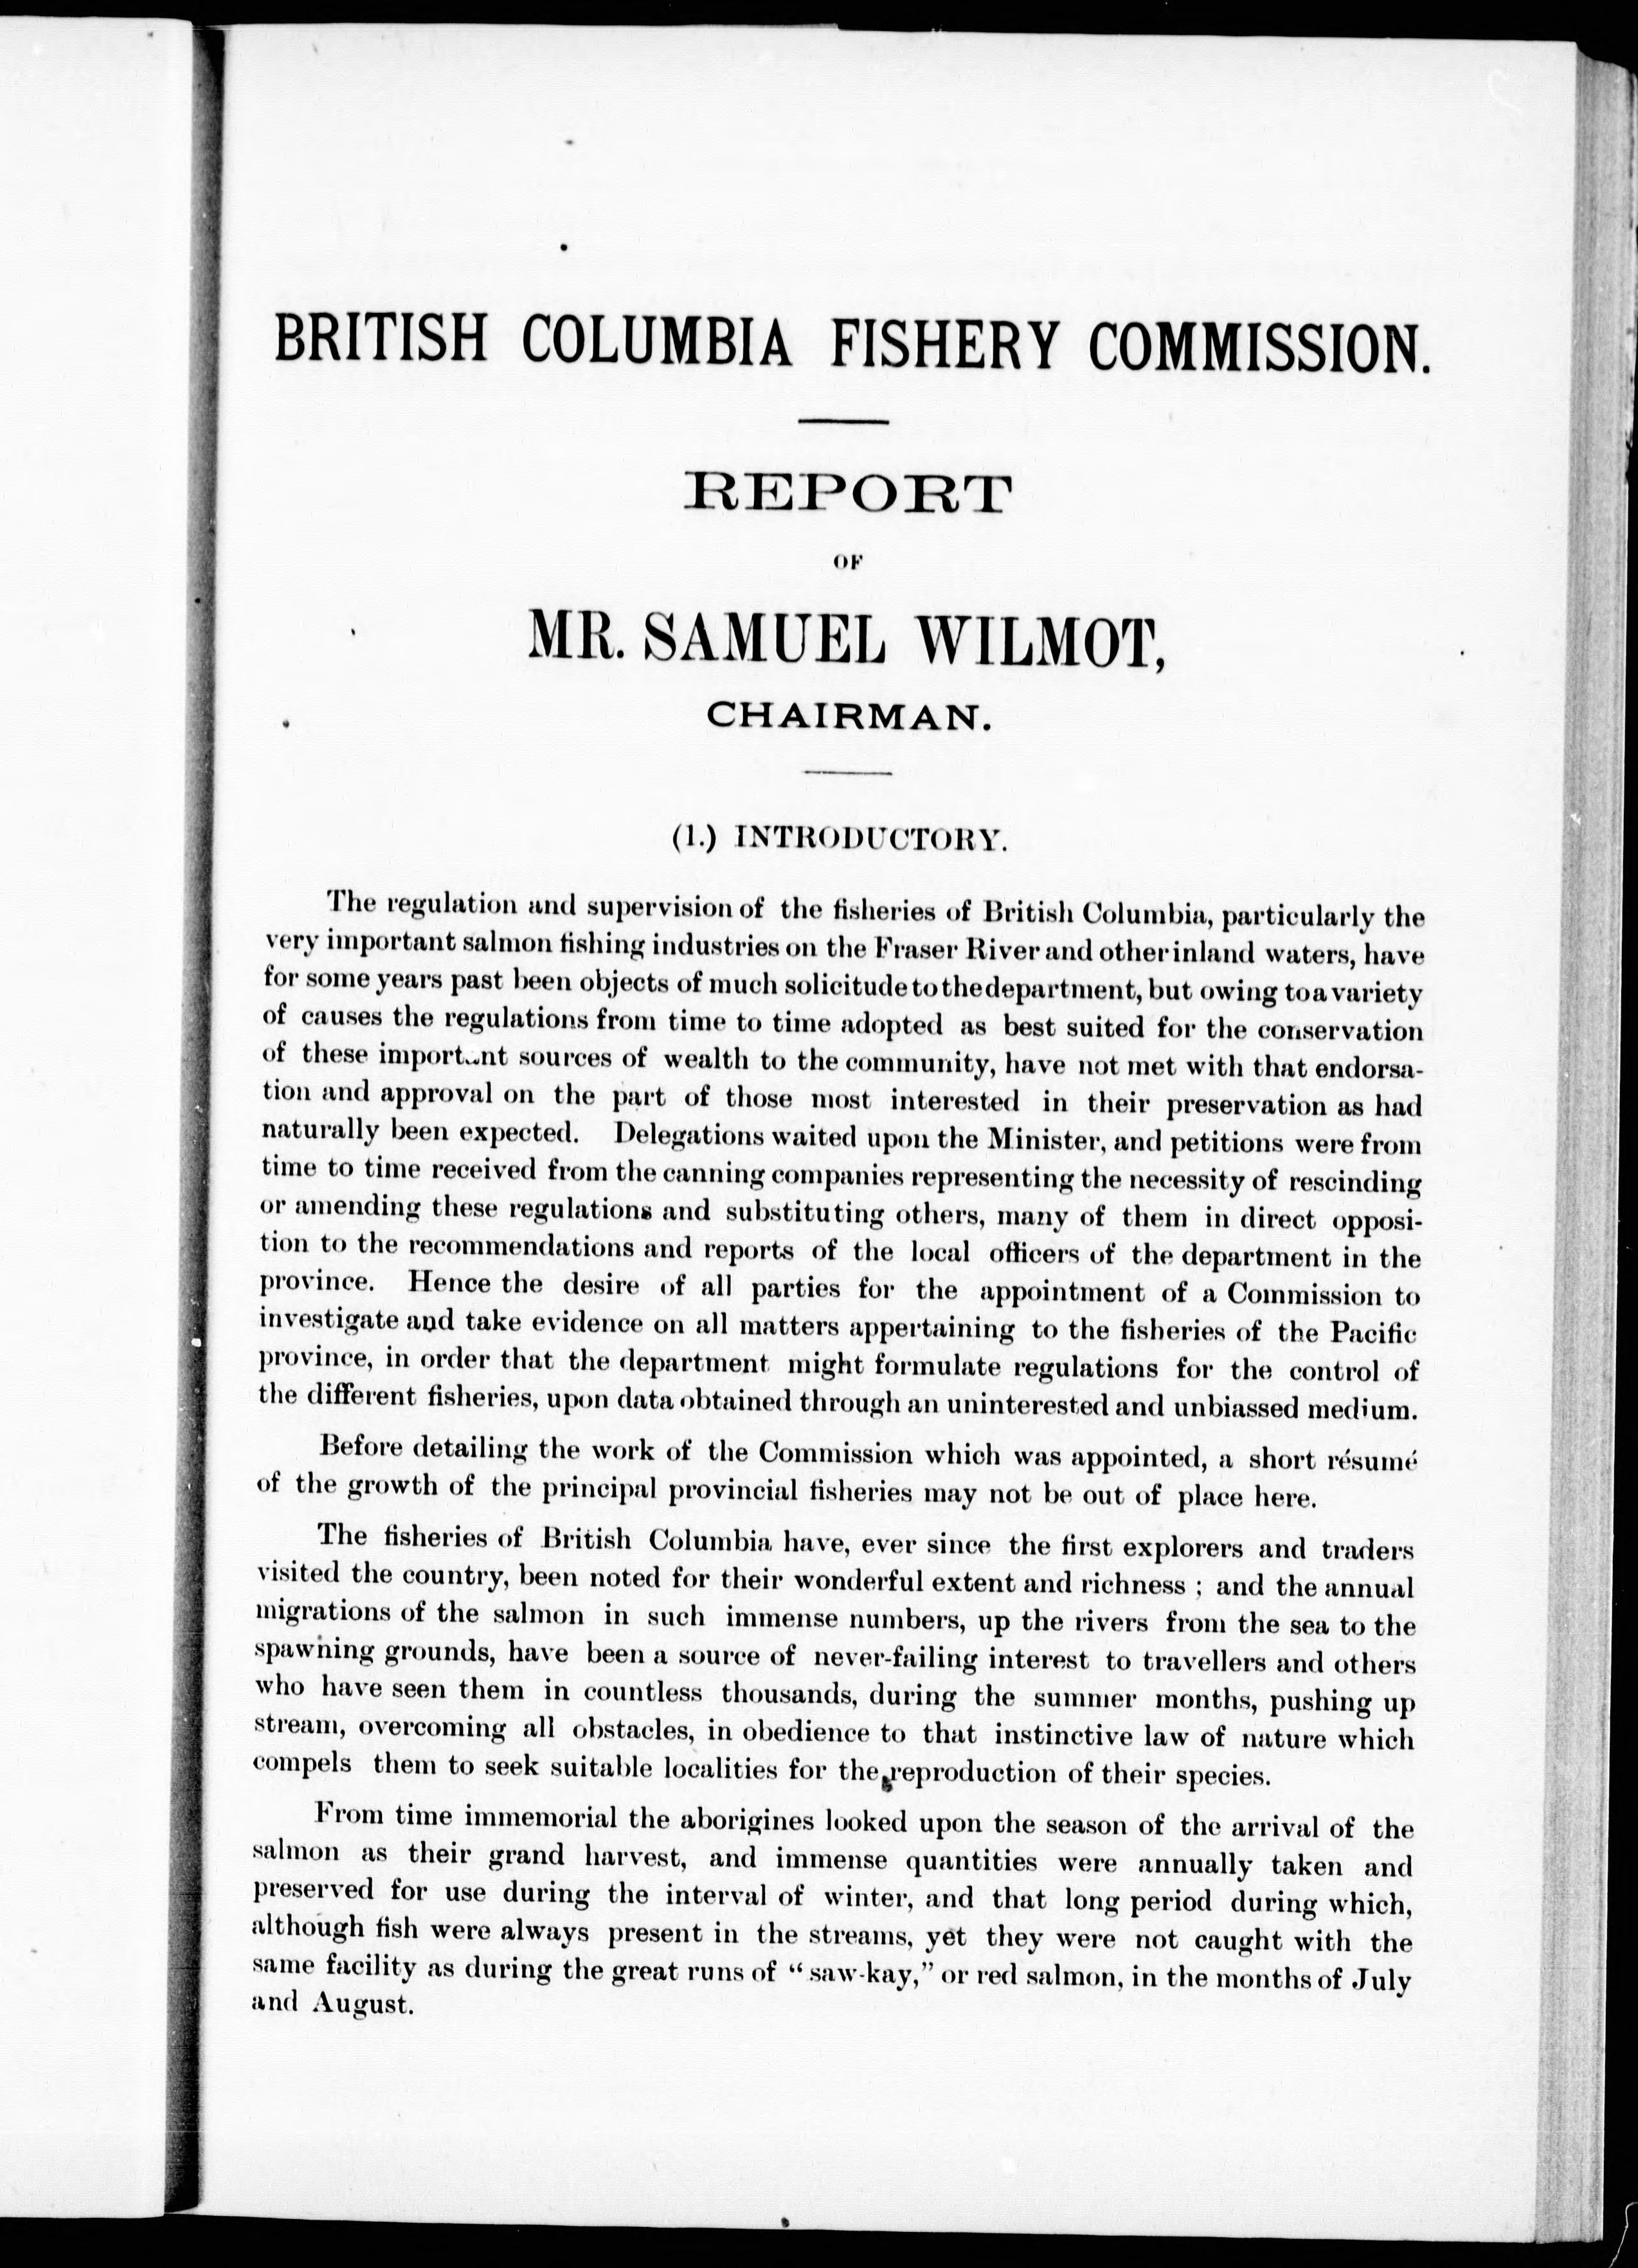 BRITISH COLUMBIA FISHERY COMMISSION.
REPORT
OF
MR. SAMUEL WILMOT,
CHAIRMAN.
(1.) INTRODUCTORY.
The regulation and supervision of the fisheries of British Columbia, particularly the
very important salmon fishing industries on the Fraser River and other inland waters, have
for some years past been objects of much solicitude to the department, but owing to a variety
of causes the regulations from time to time adopted as best suited for the conservation
of these important sources of wealth to the community, have not met with that endorsa-
tion and approval on the part of those most interested in their preservation as had
naturally been expected. Delegations waited upon the Minister, and petitions were from
time to time received from the canning companies representing the necessity of rescinding
or amending these regulations and substituting others, many of them in direct opposi-
tion to the recommendations and reports of the local officers of the department in the
province. Hence the desire of all parties for the appointment of a Commission to
investigate and take evidence on all matters appertaining to the fisheries of the Pacific
province, in order that the department might formulate regulations for the control of
the different fisheries, upon data obtained through an uninterested and unbiassed medium.
Before detailing the work of the Commission which was appointed, a short résumé
of the growth of the principal provincial fisheries may not be out of place here.
The fisheries of British Columbia have, ever since the first explorers and traders
visited the country, been noted for their wonderful extent and richness ; and the annual
migrations of the salmon in such immense numbers, up the rivers from the sea to the
spawning grounds, have been a source of never-failing interest to travellers and others
who have seen them in countless thousands, during the summer months, pushing up
stream, overcoming all obstacles, in obedience to that instinctive law of nature which
compels them to seek suitable localities for the reproduction of their species.
From time immemorial the aborigines looked upon the season of the arrival of the
salmon as their grand harvest, and immense quantities were annually taken and
preserved for use during the interval of winter, and that long period during which,
although fish were always present in the streams, yet they were not caught with the
same facility as during the great runs of "saw-kay," or red salmon, in the months of July
and August.